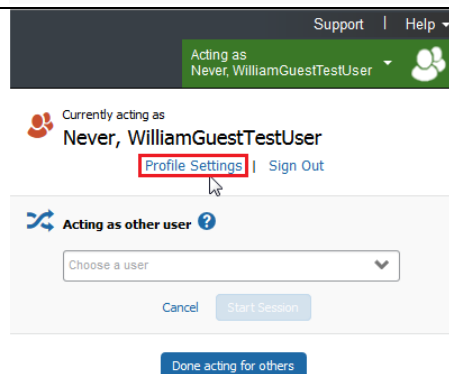 Support | Help
Acting as
Never, WilliamGuestTestUser
Currently acting as
Never, WilliamGuestTestUser
Profile Settings | Sign Out
Acting as other user ?
Choose a user
Cancel Start Session
Done acting for others